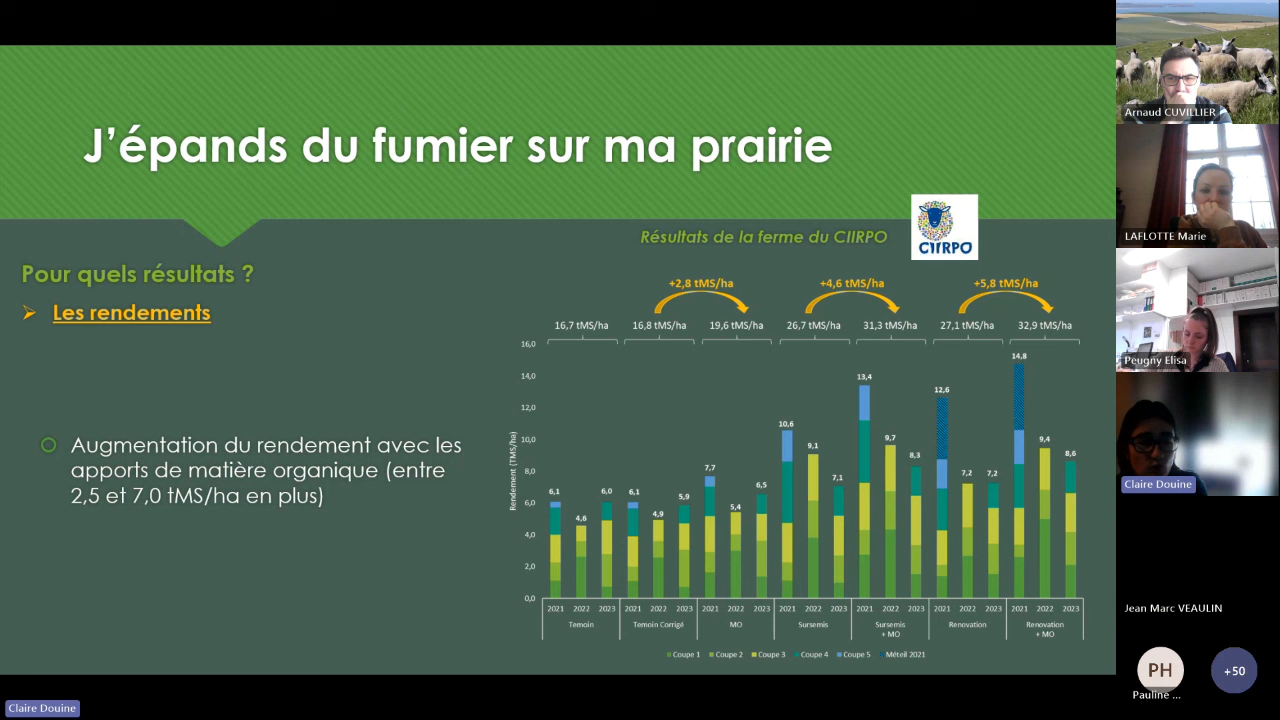 J'épands du fumier sur ma prairie
Résultats de la ferme du CIIRPO
CIIRPO
Pour quels résultats ?
Les rendements
Augmentation du rendement avec les
apports de matière organique (entre
2,5 et 7,0 tMS/ha en plus)
+2,8 tMS/ha +4,6 tMS/ha +5,8 tMS/ha
16,7 tMS/ha 16,8 tMS/ha 19,6 tMS/ha 26,7 tMS/ha 31,3 tMS/ha 27,1 tMS/ha 32,9 tMS/ha
Rendement (TMS/ha)
16,0
14,0
12,0
10,0
8,0
6,0
4,0
2,0
0,0
6,1 4,6 6,0 6,1 4,9 5,9 7,7 5,4 6,5 10,6 9,1 7,1 13,4 9,7 8,3 12,6 7,2 7,2 14,8 9,4 8,6
2021 2022 2023 2021 2022 2023 2021 2022 2023 2021 2022 2023 2021 2022 2023 2021 2022 2023 2021 2022 2023
Temoin Temoin Corrigé MO Sursemis Sursemis Renovation Renovation
+ MO + MO
Coupe 1 Coupe 2 Coupe 3 Coupe 4 Coupe 5 Méteil 2021
Arnaud CUVILLIER
LAFLOTTE Marie
Peugny Elisa
Claire Douine
Jean Marc VEAULIN
PH +50
Pauline ...
Claire Douine